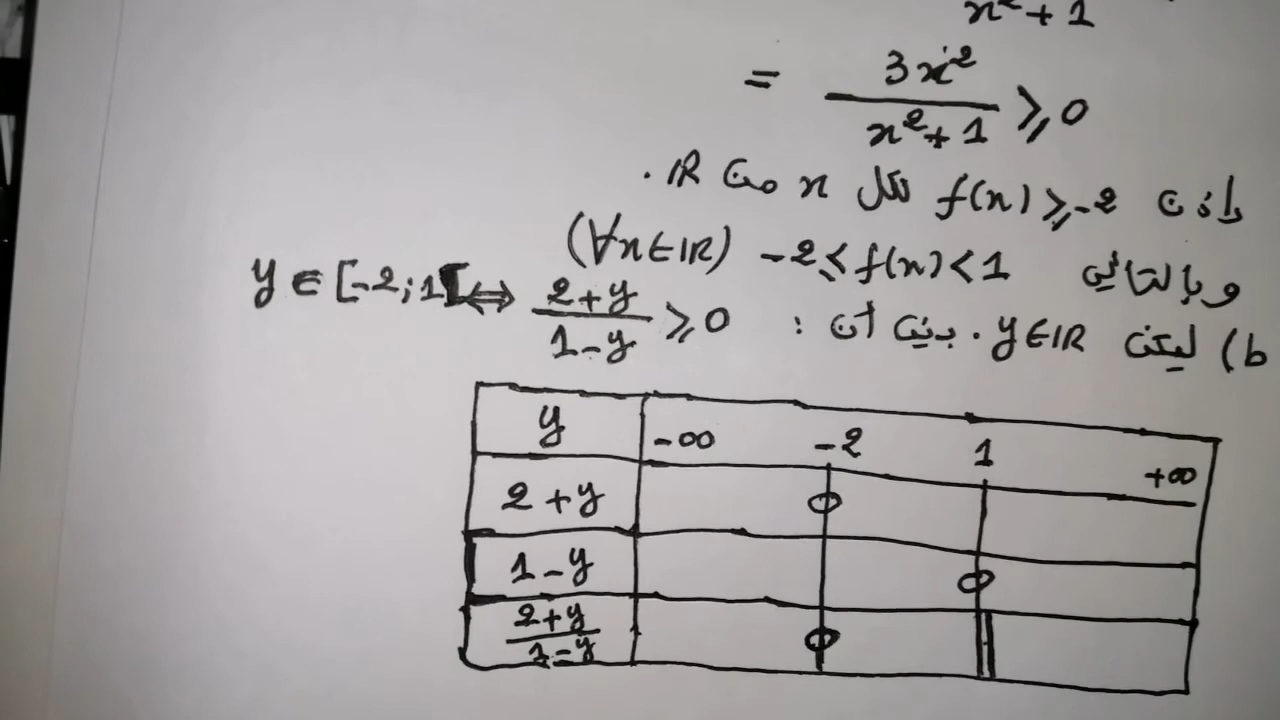 x²+1
= 3x²/x²+1 ⩾ 0
إذن f(x) ⩾ -2 لكل x من IR.
وبالتالي -2 ⩽ f(x) < 1 (∀x∈IR)
b) ليكن y∈IR. بين أن : 2+y/1-y ⩾ 0 ⟺ y ∈ [-2;1[
y -∞ -2 1 +∞
2+y 0
1-y 0
2+y/1-y 0